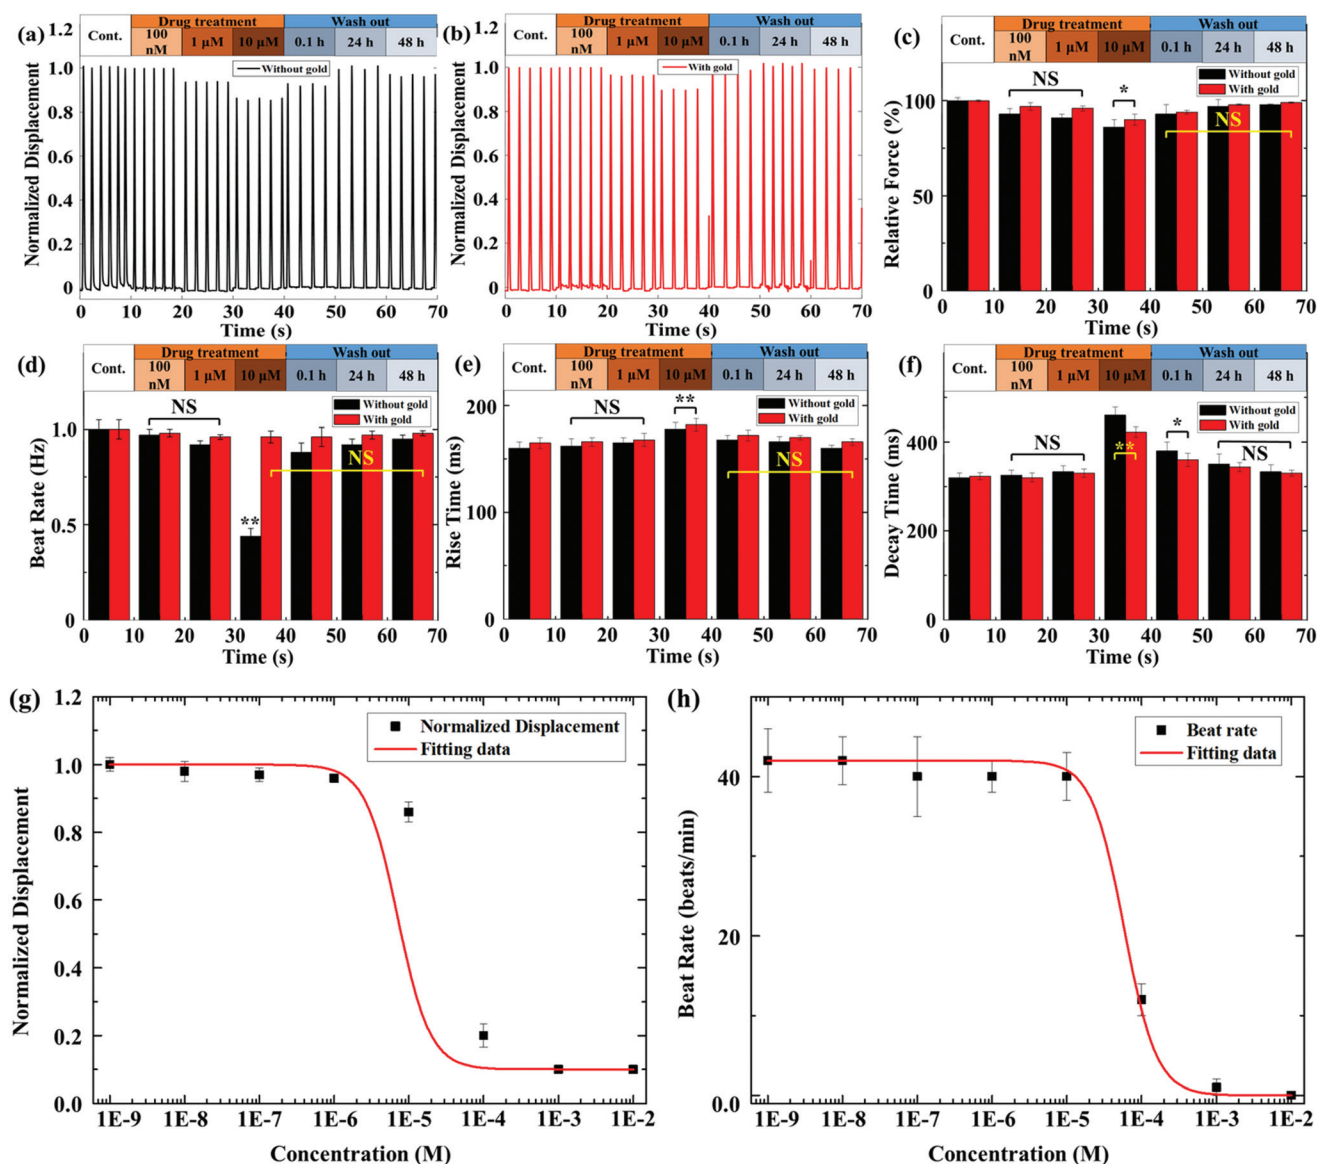 (a)
Drug treatment Wash out
Cont. 100 nM 1 μM 10 μM 0.1 h 24 h 48 h
Without gold
Normalized Displacement
1.2
1.0
0.8
0.6
0.4
0.2
0
0 10 20 30 40 50 60 70
Time (s)
(b)
Drug treatment Wash out
Cont. 100 nM 1 μM 10 μM 0.1 h 24 h 48 h
With gold
Normalized Displacement
1.2
1.0
0.8
0.6
0.4
0.2
0
0 10 20 30 40 50 60 70
Time (s)
(c)
Drug treatment Wash out
Cont. 100 nM 1 μM 10 μM 0.1 h 24 h 48 h
Without gold
With gold
NS * NS
Relative Force (%)
100
50
0
0 10 20 30 40 50 60 70
Time (s)
(d)
Drug treatment Wash out
Cont. 100 nM 1 μM 10 μM 0.1 h 24 h 48 h
Without gold
With gold
NS ** NS
Beat Rate (Hz)
1.0
0.5
0
0 10 20 30 40 50 60 70
Time (s)
(e)
Drug treatment Wash out
Cont. 100 nM 1 μM 10 μM 0.1 h 24 h 48 h
Without gold
With gold
NS ** NS
Rise Time (ms)
200
100
0
0 10 20 30 40 50 60 70
Time (s)
(f)
Drug treatment Wash out
Cont. 100 nM 1 μM 10 μM 0.1 h 24 h 48 h
Without gold
With gold
NS ** * NS
Decay Time (ms)
400
200
0
0 10 20 30 40 50 60 70
Time (s)
(g)
Normalized Displacement
Fitting data
Normalized Displacement
1.2
1.0
0.8
0.6
0.4
0.2
0.0
1E-9 1E-8 1E-7 1E-6 1E-5 1E-4 1E-3 1E-2
Concentration (M)
(h)
Beat rate
Fitting data
Beat Rate (beats/min)
40
20
0
1E-9 1E-8 1E-7 1E-6 1E-5 1E-4 1E-3 1E-2
Concentration (M)